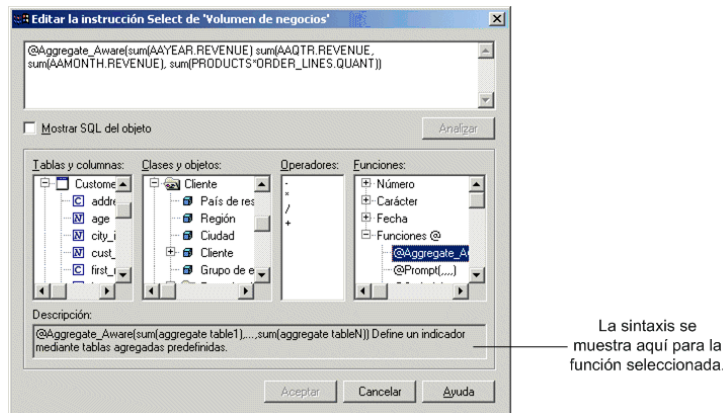 Editar la instrucción Select de 'Volumen de negocios'
@Aggregate_Aware(sum(AAYEAR.REVENUE) sum(AAQTR.REVENUE,
sum(AAMONTH.REVENUE), sum(PRODUCTS*ORDER_LINES.QUANT))
Mostrar SQL del objeto
Analizar
Tablas y columnas:
Clases y objetos:
Operadores:
Funciones:
Custome
addre
age
city_i
cust_
first_r
Cliente
País de res
Región
Ciudad
Cliente
Grupo de e
-
*
/
+
Número
Carácter
Fecha
Funciones @
@Aggregate_A
@Prompt(,,,,)
Descripción:
@Aggregate_Aware(sum(aggregate table1),...,sum(aggregate tableN)) Define un indicador
mediante tablas agregadas predefinidas.
La sintaxis se
muestra aquí para la
función seleccionada.
Aceptar
Cancelar
Ayuda